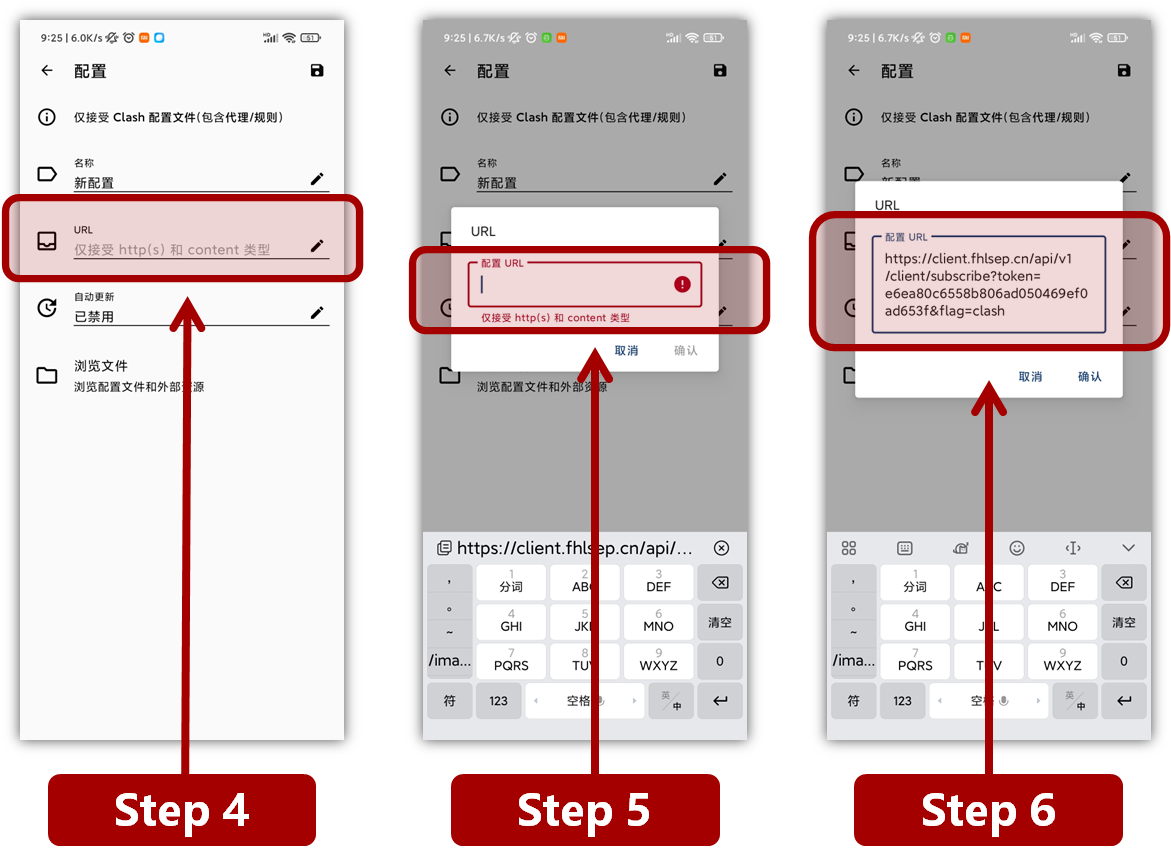 9:25 | 6.0K/s
HD
51
配置
仅接受 Clash 配置文件(包含代理/规则)
名称
新配置
URL
仅接受 http(s) 和 content 类型
自动更新
已禁用
浏览文件
浏览配置文件和外部资源
Step 4
9:25 | 6.7K/s
HD
51
配置
仅接受 Clash 配置文件(包含代理/规则)
名称
新配置
URL
配置 URL
仅接受 http(s) 和 content 类型
取消
确认
浏览配置文件和外部资源
https://client.fhlsep.cn/api/...
,
1
分词
2
ABC
3
DEF
。
4
GHI
5
JKL
6
MNO
清空
~
/ima...
7
PQRS
8
TUV
9
WXYZ
0
符
123
空格
英/中
Step 5
9:25 | 6.7K/s
HD
51
配置
仅接受 Clash 配置文件(包含代理/规则)
名称
新配置
URL
配置 URL
https://client.fhlsep.cn/api/v1
/client/subscribe?token=
e6ea80c6558b806ad050469ef0
ad653f&flag=clash
取消
确认
,
1
分词
ABC
3
DEF
。
4
GHI
JKL
6
MNO
清空
~
/ima...
7
PQRS
TUV
9
WXYZ
0
符
123
空格
英/中
Step 6